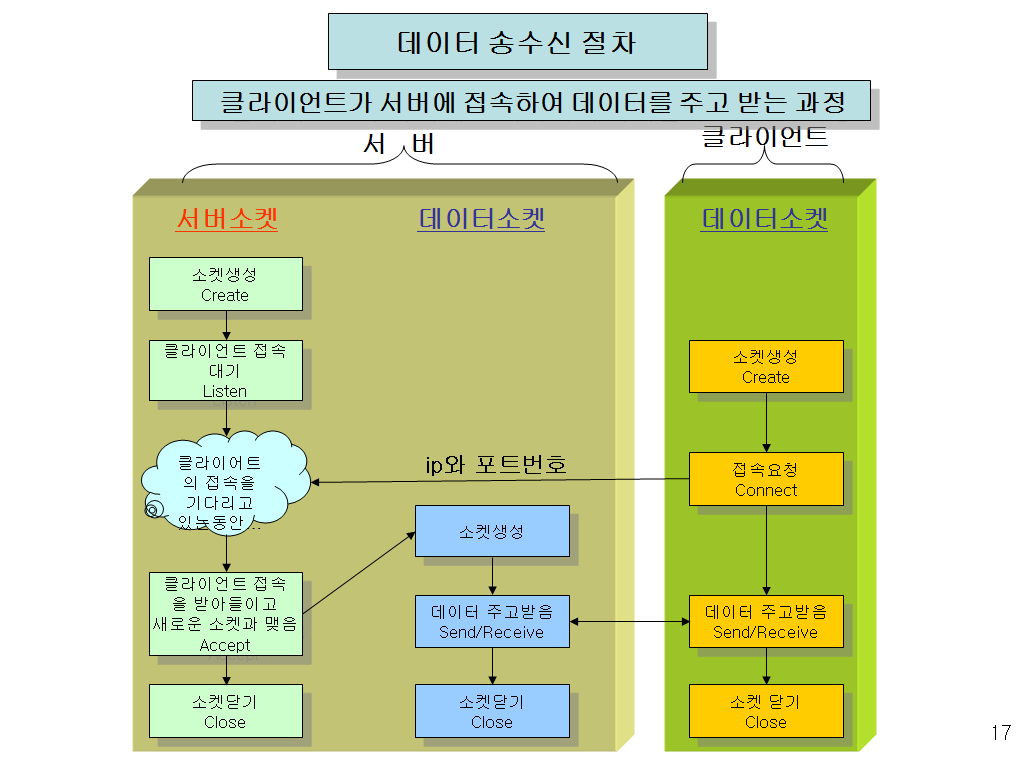 데이터 송수신 절차
클라이언트가 서버에 접속하여 데이터를 주고 받는 과정
서 버
클라이언트
서버소켓
데이터소켓
데이터소켓
소켓생성
Create
클라이언트 접속
대기
Listen
소켓생성
Create
클라이어트
의 접속을
기다리고
있는동안...
ip와 포트번호
접속요청
Connect
소켓생성
클라이언트 접속
을 받아들이고
새로운 소켓과 맺음
Accept
데이터 주고받음
Send/Receive
데이터 주고받음
Send/Receive
소켓닫기
Close
소켓닫기
Close
소켓 닫기
Close
17